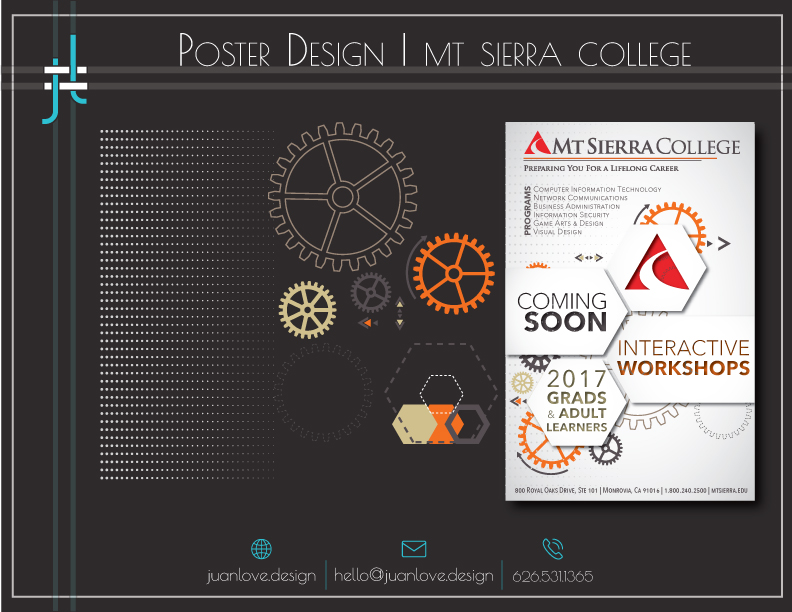 Poster Design | mt sierra college
jl
Mt Sierra College
Preparing You For a Lifelong Career
PROGRAMS
Computer Information Technology
Network Communications
Business Administration
Information Security
Game Arts & Design
Visual Design
COMING
SOON
INTERACTIVE
WORKSHOPS
2017
GRADS
& ADULT
LEARNERS
800 Royal Oaks Drive, Ste 101 | Monrovia, Ca 91016 | 1.800.240.2500 | mtsierra.edu
juanlove.design | hello@juanlove.design | 626.531.1365